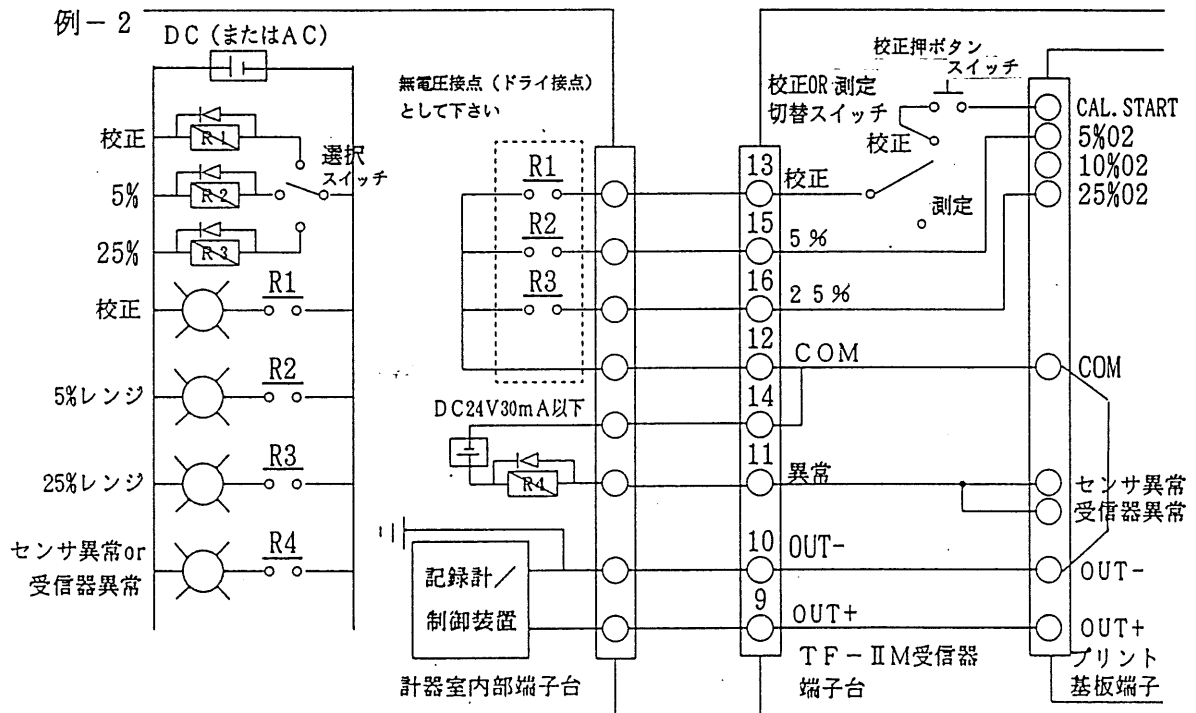 例－2
DC（またはAC）
校正
R1
5%
R2
25%
R3
選択
スイッチ
校正
R1
5%レンジ
R2
25%レンジ
R3
センサ異常or
受信器異常
R4
無電圧接点（ドライ接点）
として下さい
R1
R2
R3
DC24V30mA以下
R4
記録計／
制御装置
計器室内部端子台
13
校正
15
5％
16
25％
12
COM
14
11
異常
10
OUT-
9
OUT+
TF－ⅡM受信器
端子台
校正押ボタン
スイッチ
校正OR測定
切替スイッチ
校正
測定
CAL.START
5%O2
10%O2
25%O2
COM
センサ異常
受信器異常
OUT-
OUT+
プリント
基板端子